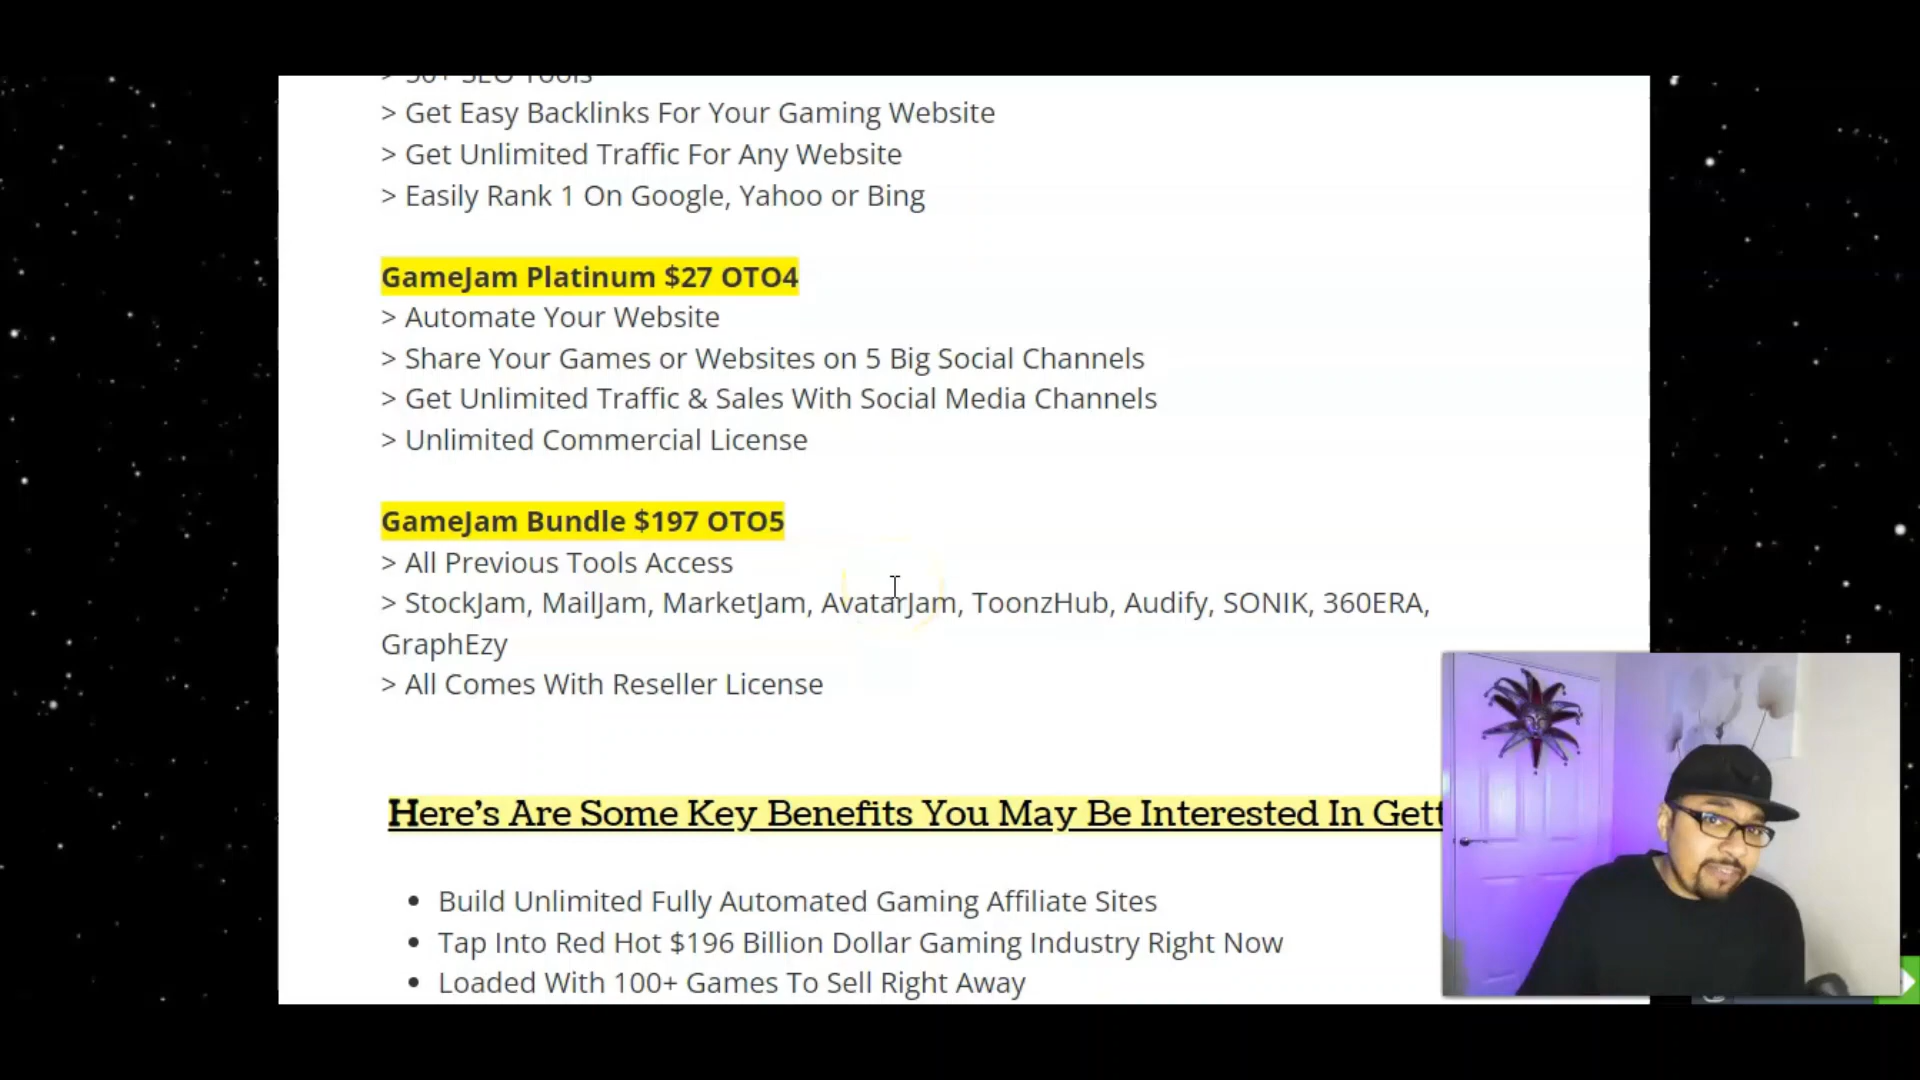 > 50+ SEO Tools
> Get Easy Backlinks For Your Gaming Website
> Get Unlimited Traffic For Any Website
> Easily Rank 1 On Google, Yahoo or Bing
GameJam Platinum $27 OTO4
> Automate Your Website
> Share Your Games or Websites on 5 Big Social Channels
> Get Unlimited Traffic & Sales With Social Media Channels
> Unlimited Commercial License
GameJam Bundle $197 OTO5
> All Previous Tools Access
> StockJam, MailJam, MarketJam, AvatarJam, ToonzHub, Audify, SONIK, 360ERA,
GraphEzy
> All Comes With Reseller License
Here's Are Some Key Benefits You May Be Interested In Gett
• Build Unlimited Fully Automated Gaming Affiliate Sites
• Tap Into Red Hot $196 Billion Dollar Gaming Industry Right Now
• Loaded With 100+ Games To Sell Right Away